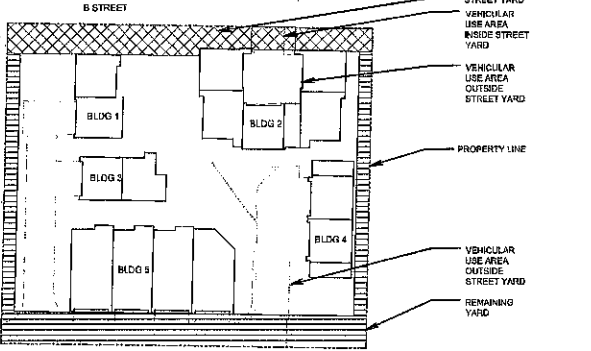 B STREET
STREET YARD
VEHICULAR
USE AREA
INSIDE STREET
YARD
VEHICULAR
USE AREA
OUTSIDE
STREET YARD
PROPERTY LINE
BLDG 1
BLDG 2
BLDG 3
BLDG 4
BLDG 5
VEHICULAR
USE AREA
OUTSIDE
STREET YARD
REMAINING
YARD